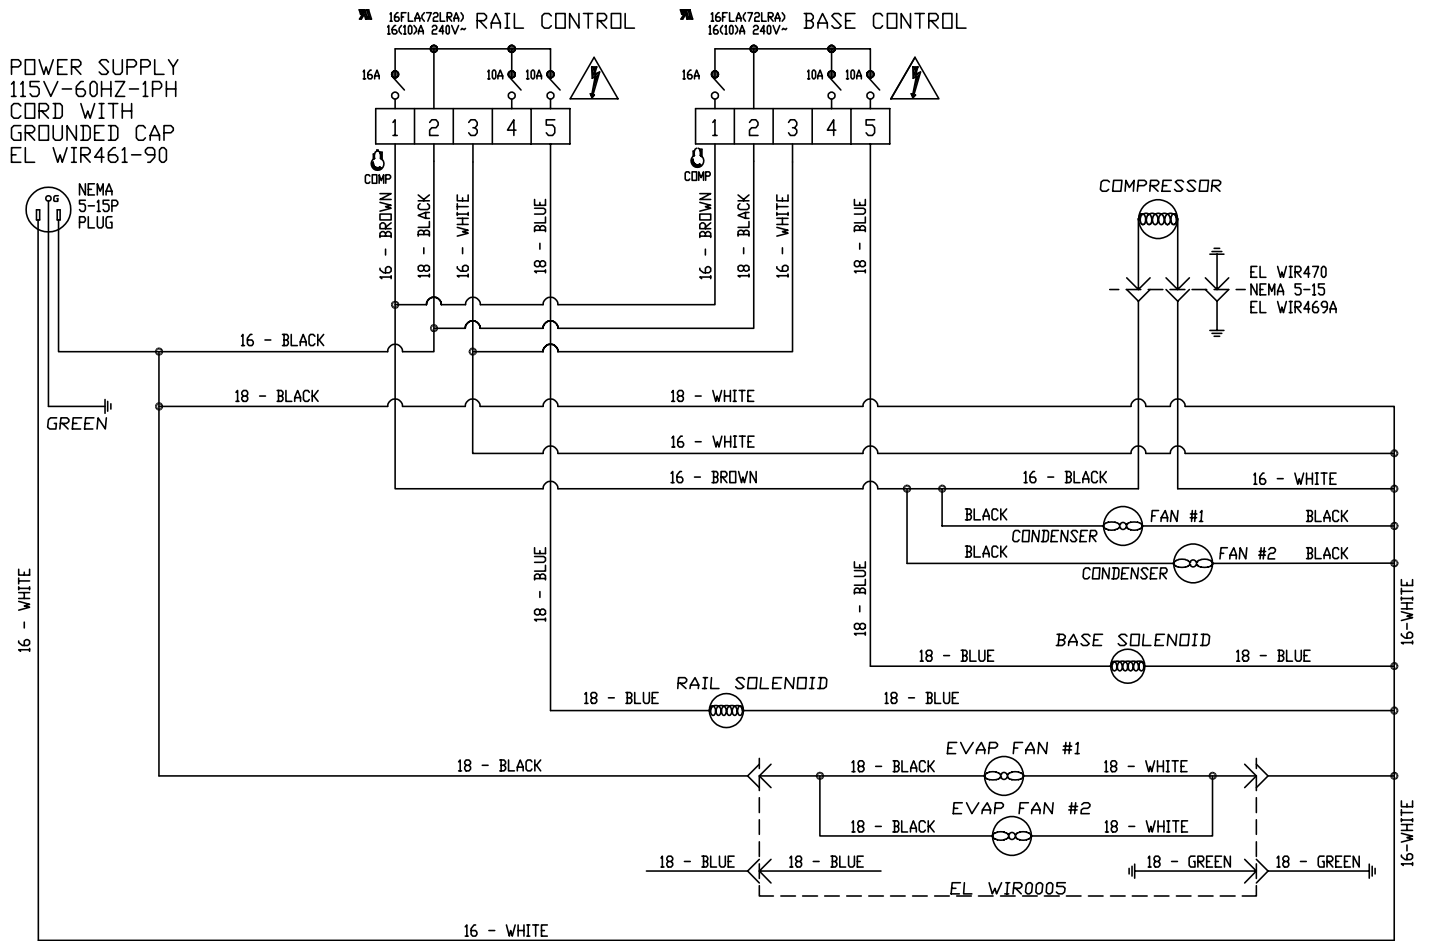 16FLA(72LRA)
16(10)A 240V~
RAIL CONTROL
16FLA(72LRA)
16(10)A 240V~
BASE CONTROL
POWER SUPPLY
115V-60HZ-1PH
CORD WITH
GROUNDED CAP
EL WIR461-90
16A
10A
10A
16A
10A
10A
1 2 3 4 5
1 2 3 4 5
COMP
COMP
NEMA
5-15P
PLUG
G
16 - BROWN
18 - BLACK
16 - WHITE
18 - BLUE
16 - BROWN
18 - BLACK
16 - WHITE
18 - BLUE
COMPRESSOR
EL WIR470
NEMA 5-15
EL WIR469A
16 - BLACK
18 - BLACK
18 - WHITE
GREEN
16 - WHITE
16 - BROWN
16 - BLACK
16 - WHITE
BLACK
FAN #1
BLACK
CONDENSER
BLACK
FAN #2
BLACK
CONDENSER
16 - WHITE
18 - BLUE
18 - BLUE
16-WHITE
BASE SOLENOID
18 - BLUE
18 - BLUE
RAIL SOLENOID
18 - BLUE
18 - BLUE
EVAP FAN #1
18 - BLACK
18 - BLACK
18 - WHITE
EVAP FAN #2
18 - BLACK
18 - WHITE
16-WHITE
18 - BLUE
18 - BLUE
18 - GREEN
18 - GREEN
EL WIR0005
16 - WHITE